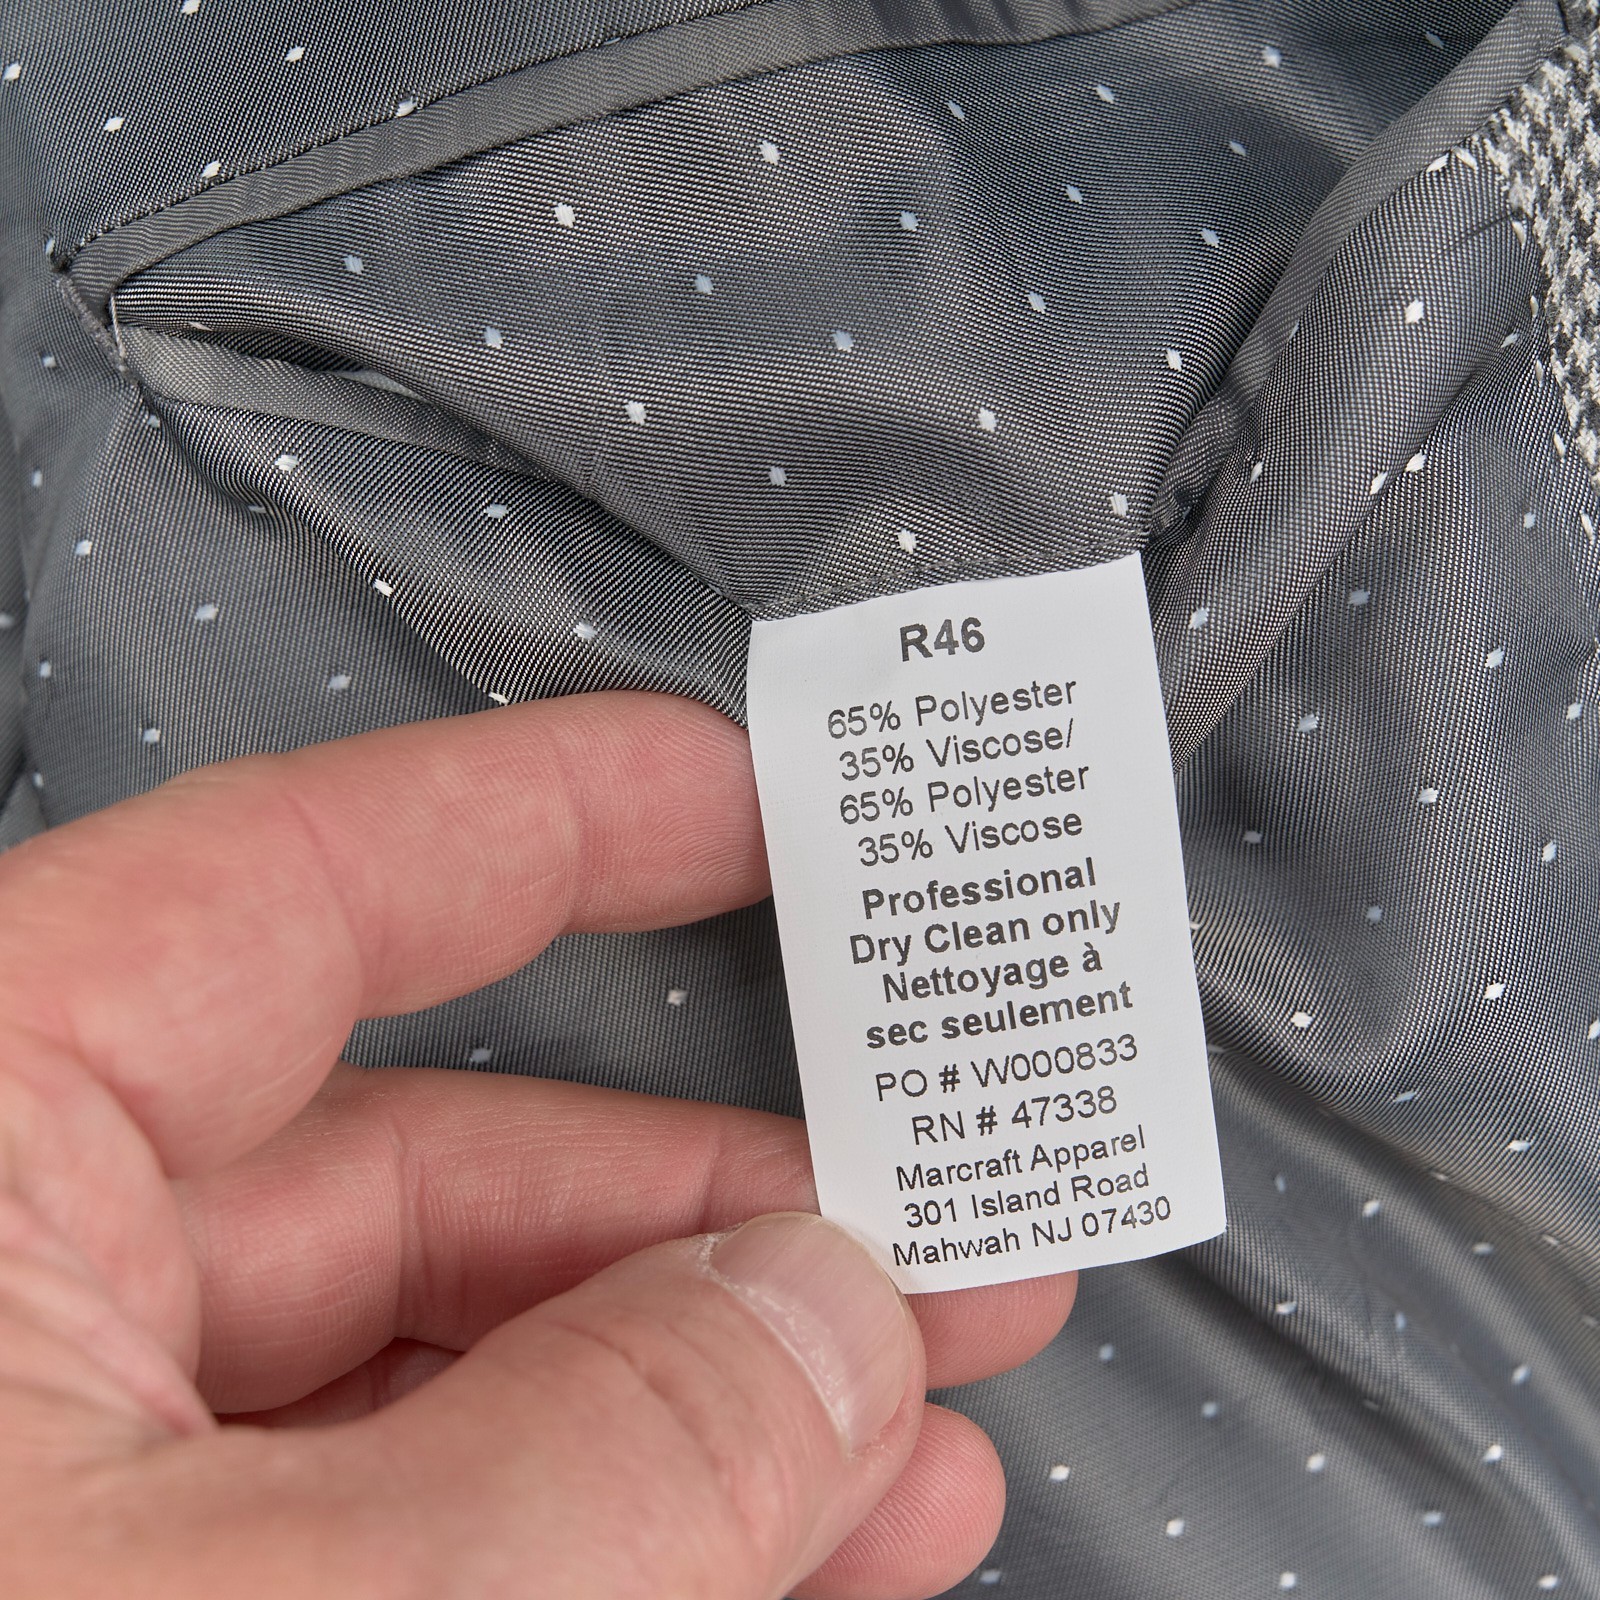 R46
65% Polyester
35% Viscose/
65% Polyester
35% Viscose
Professional
Dry Clean only
Nettoyage à
sec seulement
PO # W000833
RN # 47338
Marcraft Apparel
301 Island Road
Mahwah NJ 07430